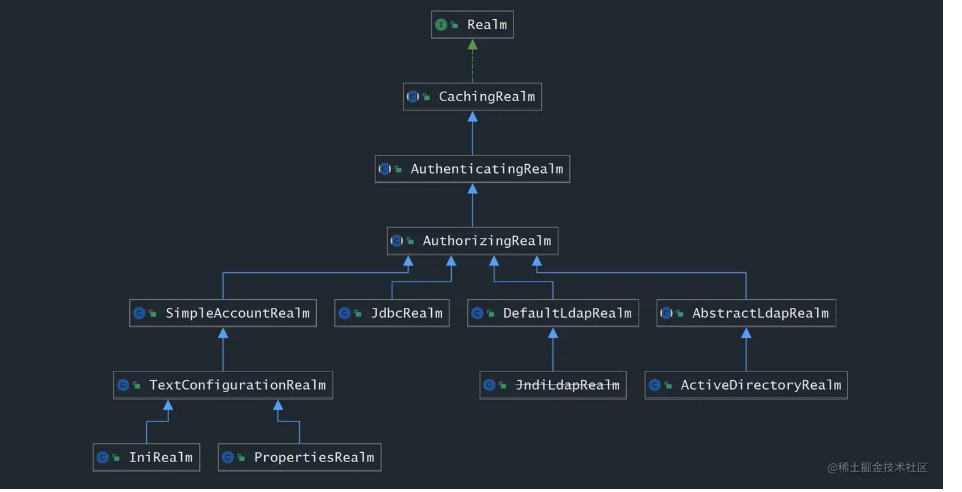 Realm
CachingRealm
AuthenticatingRealm
AuthorizingRealm
SimpleAccountRealm
JdbcRealm
DefaultLdapRealm
AbstractLdapRealm
TextConfigurationRealm
JndiLdapRealm
ActiveDirectoryRealm
IniRealm
PropertiesRealm
@稀土掘金技术社区